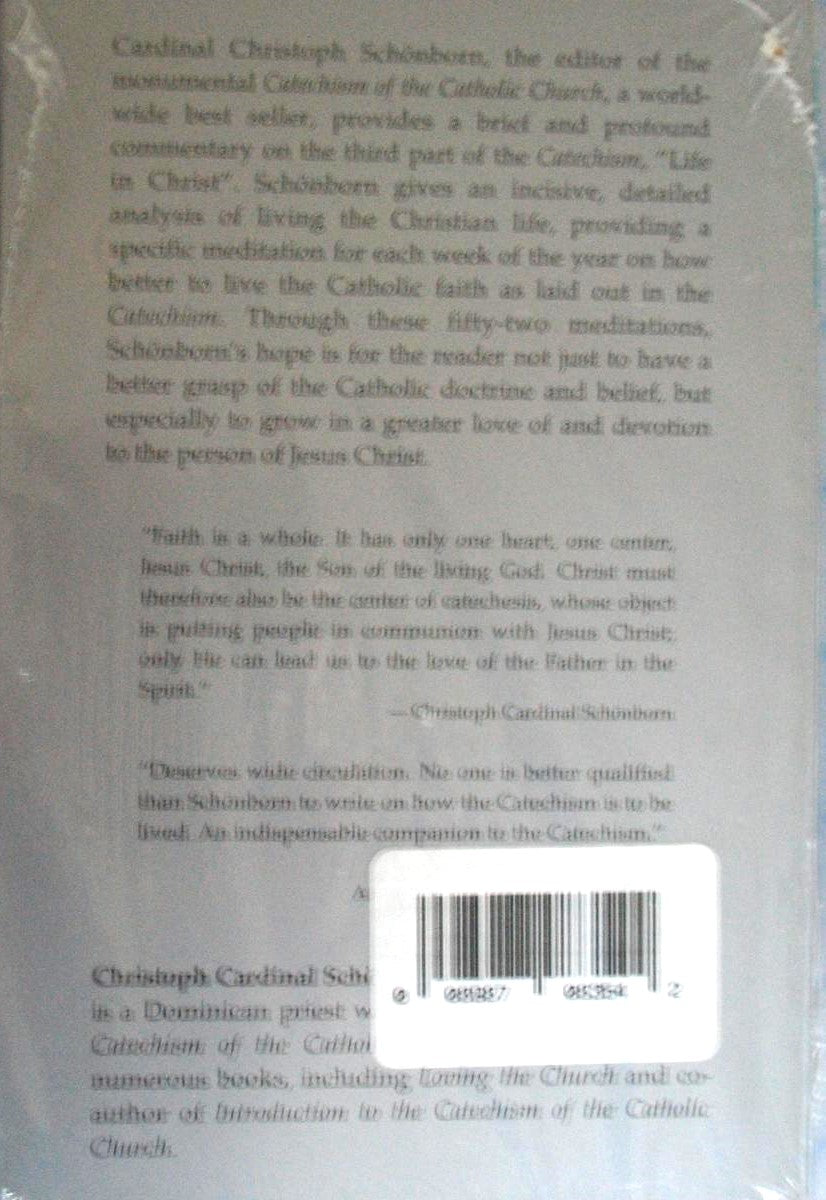 Cardinal Christoph Schönborn, the editor of the
monumental Catechism of the Catholic Church, a world-
wide best seller, provides a brief and profound
commentary on the third part of the Catechism, "Life
in Christ". Schönborn gives an incisive, detailed
analysis of living the Christian life, providing a
specific meditation for each week of the year on how
better to live the Catholic faith as laid out in the
Catechism. Through these fifty-two meditations,
Schönborn's hope is for the reader not just to have a
better grasp of the Catholic doctrine and belief, but
especially to grow in a greater love of and devotion
to the person of Jesus Christ.
"Faith is a whole. It has only one heart, one center,
Jesus Christ, the Son of the living God. Christ must
therefore also be the center of catechesis, whose object
is putting people in communion with Jesus Christ;
only He can lead us to the love of the Father in the
Spirit."
—Christoph Cardinal Schönborn
"Deserves wide circulation. No one is better qualified
than Schönborn to write on how the Catechism is to be
lived. An indispensable companion to the Catechism."
Christoph Cardinal
is a Dominican priest
Catechism of the
numerous books, including Loving the Church and co-
author of Introduction to the Catechism of the Catholic
Church.
0 2